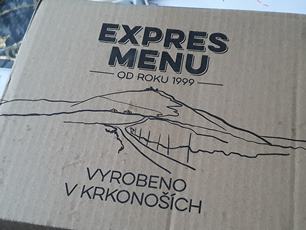 EXPRES
MENU
OD ROKU 1999
VYROBENO
V KRKONOŠÍCH